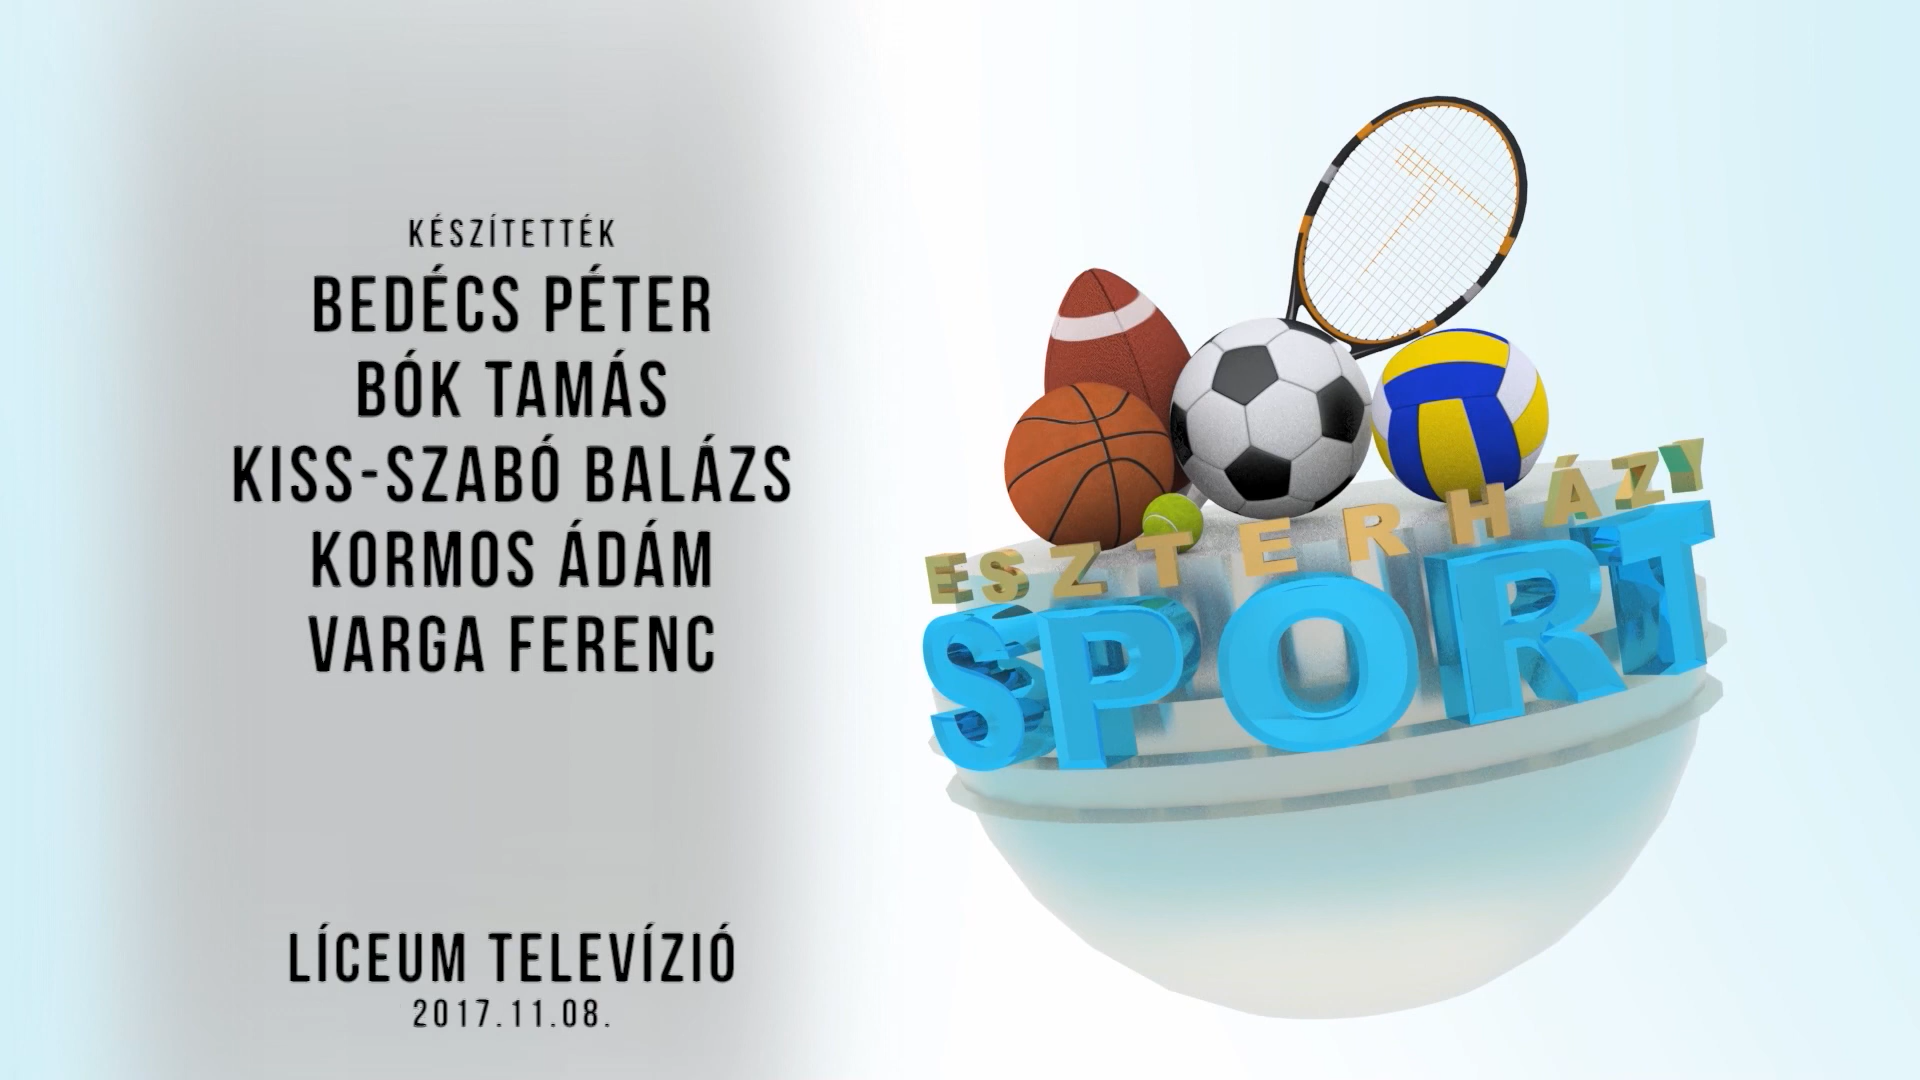 KÉSZÍTETTÉK
BEDÉCS PÉTER
BÓK TAMÁS
KISS-SZABÓ BALÁZS
KORMOS ÁDÁM
VARGA FERENC
LÍCEUM TELEVÍZIÓ
2017.11.08.
ESZTERHÁZY
SPORT